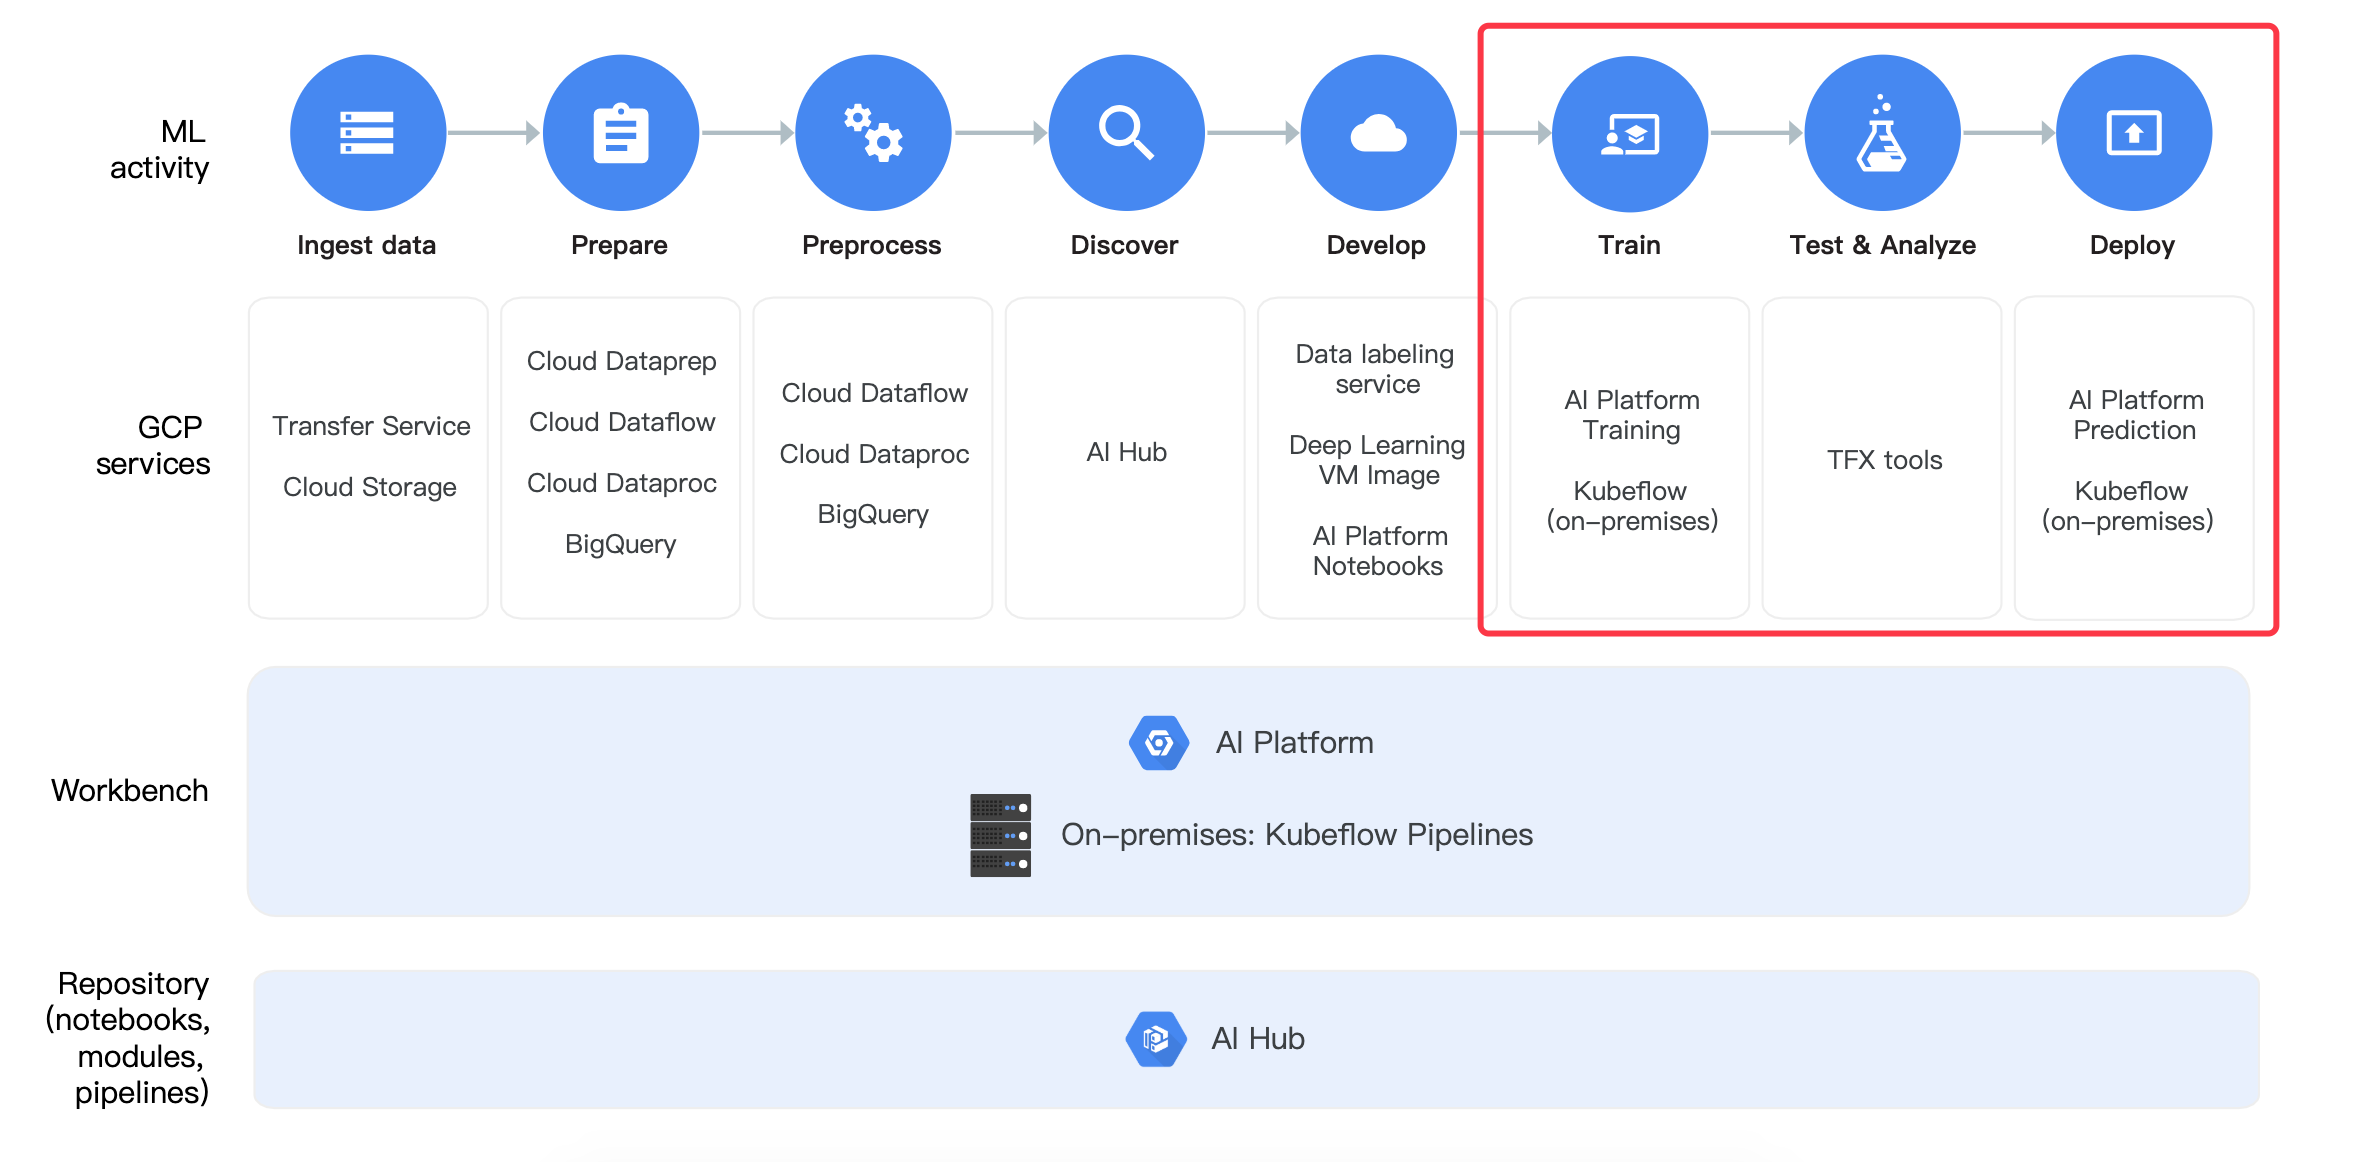 ML
activity
Ingest data
Prepare
Preprocess
Discover
Develop
Train
Test & Analyze
Deploy
GCP
services
Transfer Service
Cloud Storage
Cloud Dataprep
Cloud Dataflow
Cloud Dataproc
BigQuery
Cloud Dataflow
Cloud Dataproc
BigQuery
AI Hub
Data labeling
service
Deep Learning
VM Image
AI Platform
Notebooks
AI Platform
Training
Kubeflow
(on-premises)
TFX tools
AI Platform
Prediction
Kubeflow
(on-premises)
Workbench
AI Platform
On-premises: Kubeflow Pipelines
Repository
(notebooks,
modules,
pipelines)
AI Hub